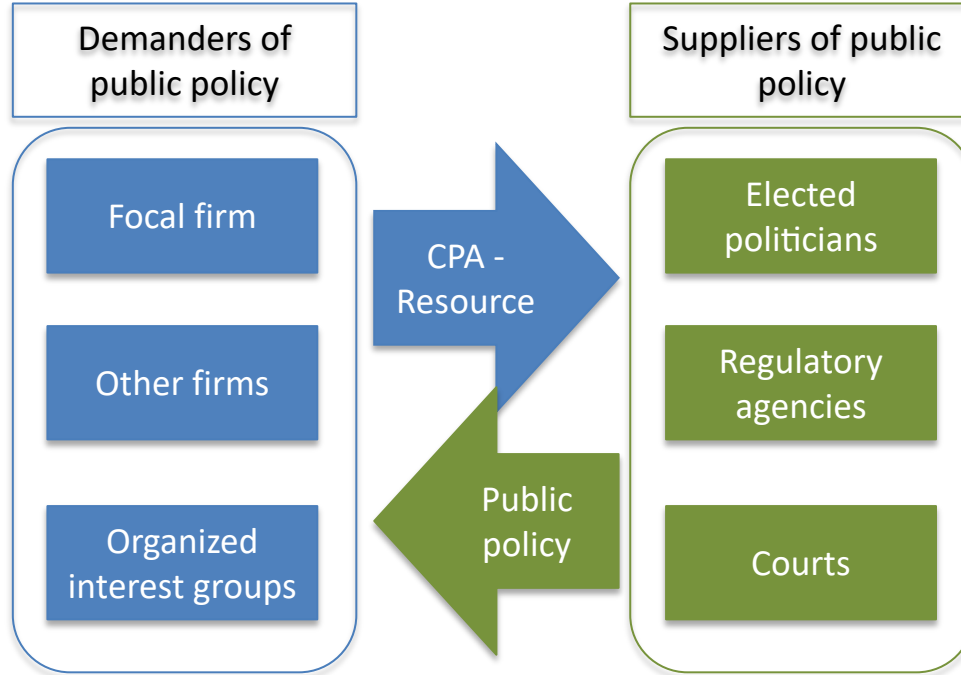 Demanders of
public policy
Suppliers of public
policy
Focal firm
Other firms
Organized
interest groups
CPA -
Resource
Public
policy
Elected
politicians
Regulatory
agencies
Courts